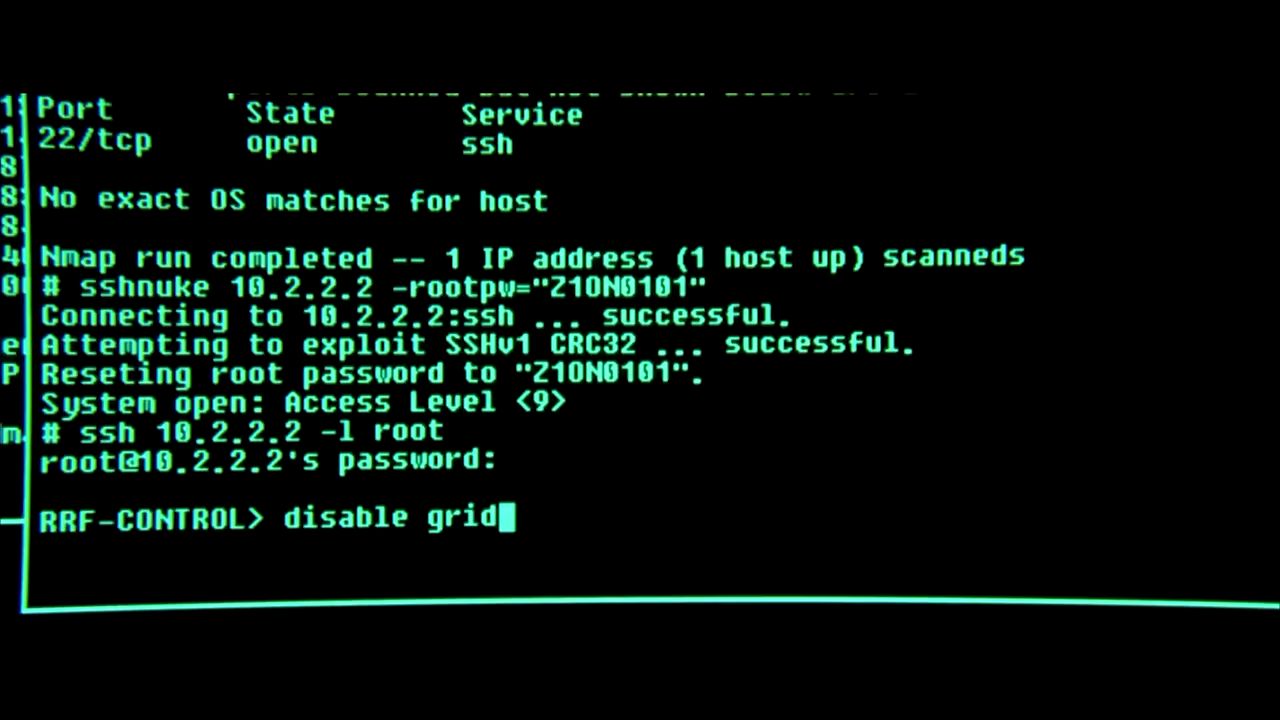 Port State Service
22/tcp open ssh
No exact OS matches for host
Nmap run completed -- 1 IP address (1 host up) scanneds
# sshnuke 10.2.2.2 -rootpw="Z1ON0101"
Connecting to 10.2.2.2:ssh ... successful.
Attempting to exploit SSHv1 CRC32 ... successful.
Reseting root password to "Z1ON0101".
System open: Access Level <9>
# ssh 10.2.2.2 -l root
root@10.2.2.2's password:
RRF-CONTROL> disable grid